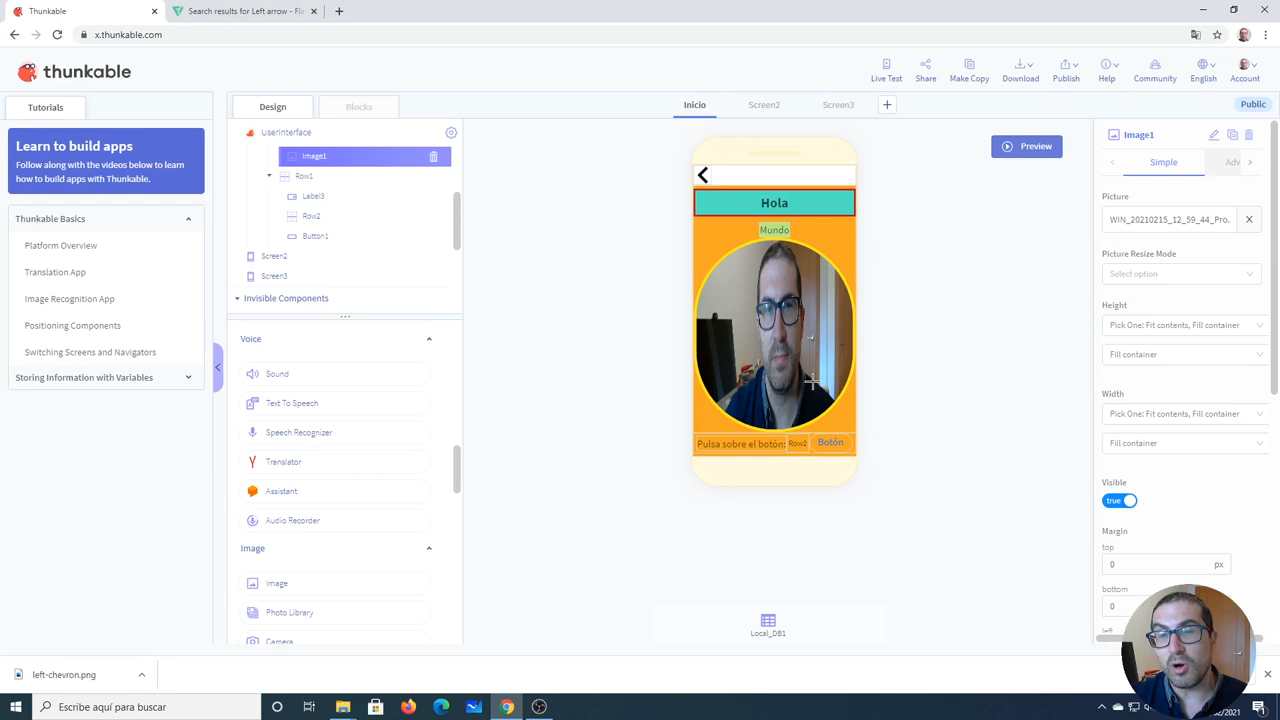 Thunkable
Search results for Left arrow - Fla
x.thunkable.com
thunkable
Live Test
Share
Make Copy
Download
Publish
Help
Community
English
Account
Tutorials
Design
Blocks
Inicio
Screen2
Screen3
Public
Learn to build apps
Follow along with the videos below to learn
how to build apps with Thunkable.
Thunkable Basics
Platform Overview
Translation App
Image Recognition App
Positioning Components
Switching Screens and Navigators
Storing Information with Variables
UserInterface
Image1
Row1
Label3
Row2
Button1
Screen2
Screen3
Invisible Components
Voice
Sound
Text To Speech
Speech Recognizer
Translator
Assistant
Audio Recorder
Image
Image
Photo Library
Camera
Preview
Hola
Mundo
Pulsa sobre el botón:
Row2
Botón
Local_DB1
Image1
Simple
Adv
Picture
WIN_20210215_12_59_44_Pro.
Picture Resize Mode
Select option
Height
Pick One: Fit contents, Fill container
Fill container
Width
Pick One: Fit contents, Fill container
Fill container
Visible
true
Margin
top
0 px
bottom
0
left
left-chevron.png
Escribe aquí para buscar